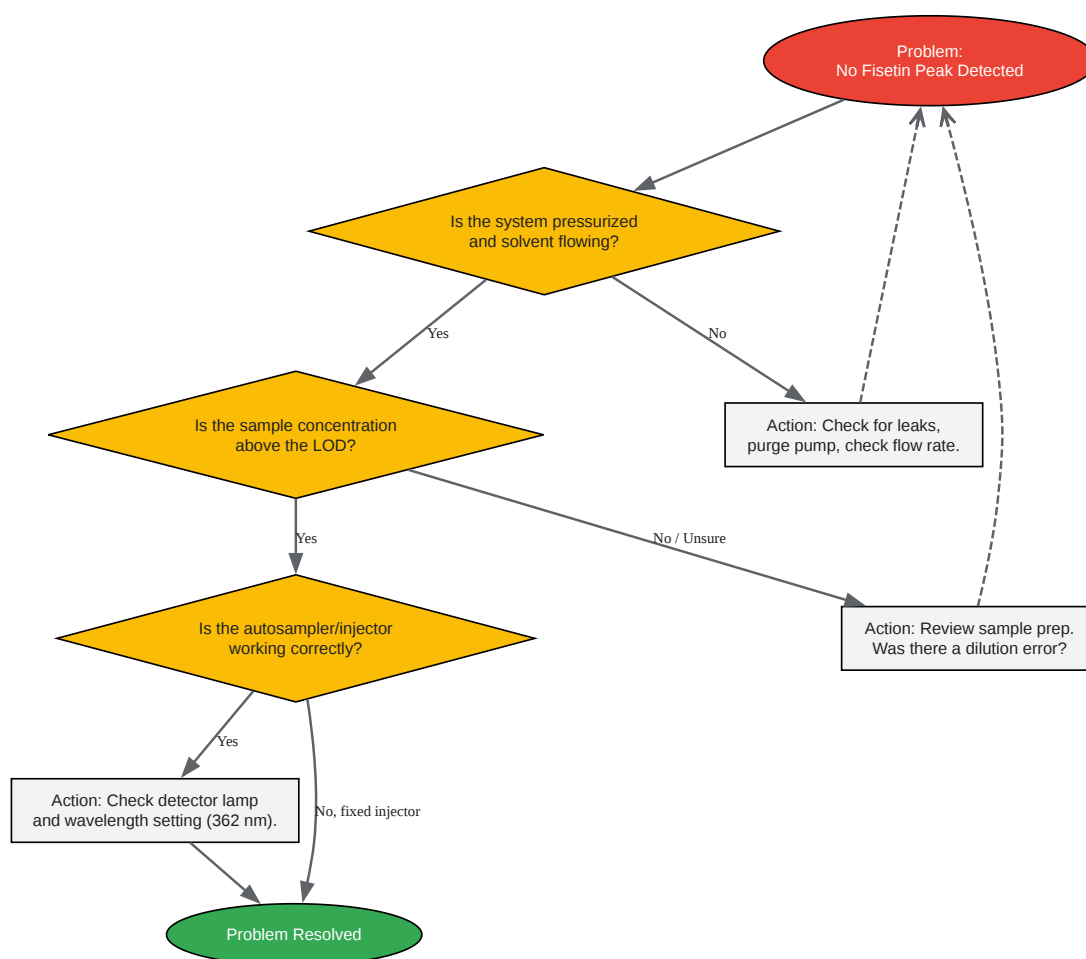 Problem:
No Fisetin Peak Detected
Is the system pressurized
and solvent flowing?
Yes
No
Is the sample concentration
above the LOD?
Action: Check for leaks,
purge pump, check flow rate.
Yes
No / Unsure
Is the autosampler/injector
working correctly?
Action: Review sample prep.
Was there a dilution error?
Yes
No, fixed injector
Action: Check detector lamp
and wavelength setting (362 nm).
Problem Resolved